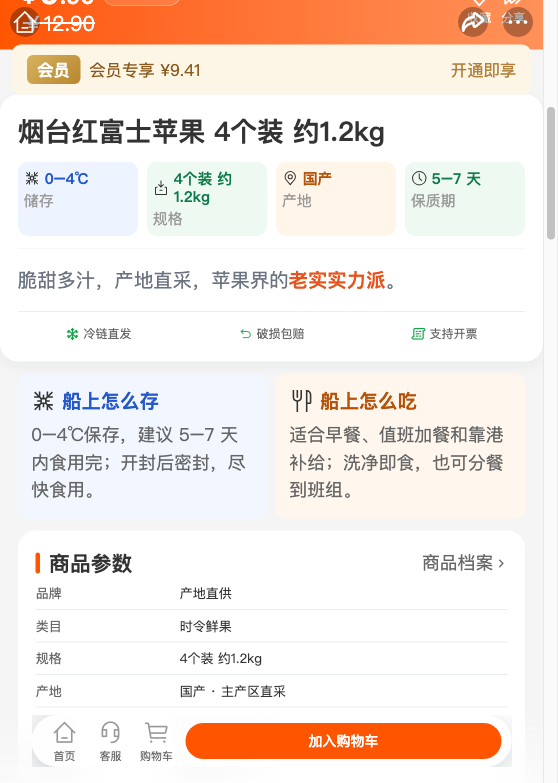 ¥12.90
收藏 分享
会员 会员专享 ¥9.41 开通即享
烟台红富士苹果 4个装 约1.2kg
0—4℃
储存
4个装 约
1.2kg
规格
国产
产地
5—7 天
保质期
脆甜多汁，产地直采，苹果界的老实实力派。
冷链直发 破损包赔 支持开票
船上怎么存
0—4℃保存，建议 5—7 天
内食用完；开封后密封，尽
快食用。
船上怎么吃
适合早餐、值班加餐和靠港
补给；洗净即食，也可分餐
到班组。
商品参数 商品档案 ›
品牌 产地直供
类目 时令鲜果
规格 4个装 约1.2kg
产地 国产 · 主产区直采
首页 客服 购物车 加入购物车